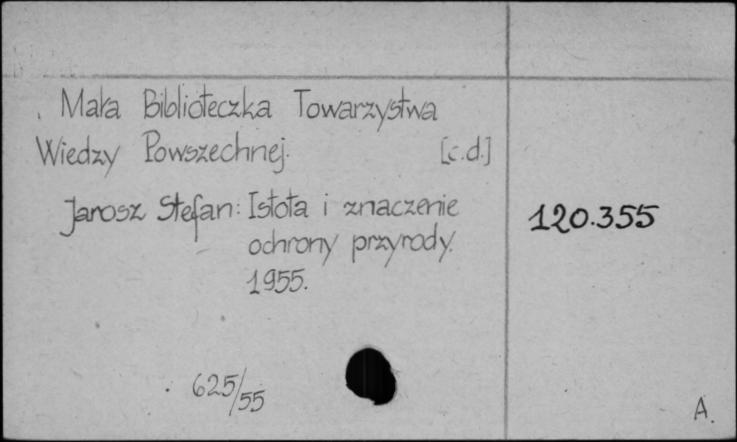 Mała Biblioteczka Towarzystwa
Wiedzy Powszechnej. [c.d.]
Jarosz Stefan: Istota i znaczenie
ochrony przyrody.
1955.
120.355
625/55
A.